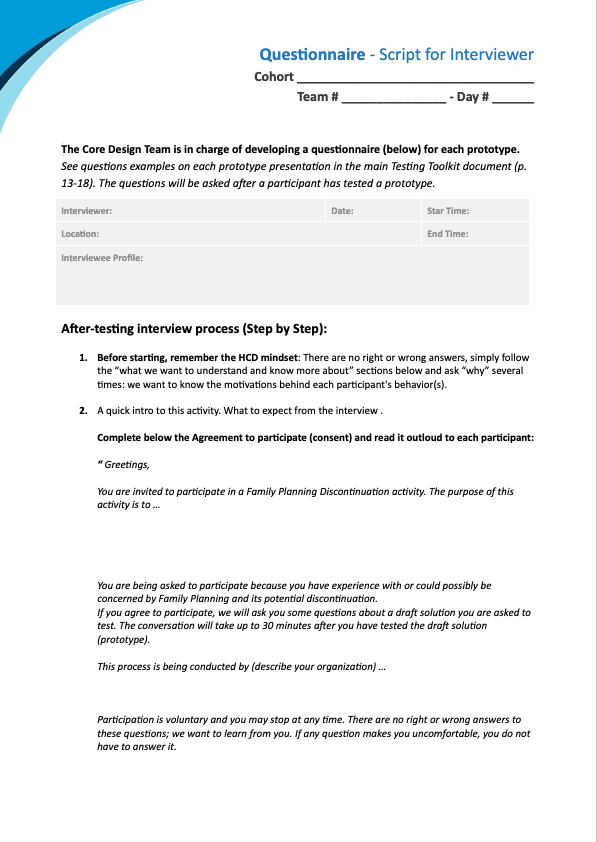 Questionnaire - Script for Interviewer
Cohort ___________________________________
Team # ________________ - Day # ______
The Core Design Team is in charge of developing a questionnaire (below) for each prototype.
See questions examples on each prototype presentation in the main Testing Toolkit document (p.
13-18). The questions will be asked after a participant has tested a prototype.
Interviewer: Date: Star Time:
Location: End Time:
Interviewee Profile:
After-testing interview process (Step by Step):
1. Before starting, remember the HCD mindset: There are no right or wrong answers, simply follow
the “what we want to understand and know more about” sections below and ask “why” several
times: we want to know the motivations behind each participant's behavior(s).
2. A quick intro to this activity. What to expect from the interview .
Complete below the Agreement to participate (consent) and read it outloud to each participant:
“ Greetings,
You are invited to participate in a Family Planning Discontinuation activity. The purpose of this
activity is to …
You are being asked to participate because you have experience with or could possibly be
concerned by Family Planning and its potential discontinuation.
If you agree to participate, we will ask you some questions about a draft solution you are asked to
test. The conversation will take up to 30 minutes after you have tested the draft solution
(prototype).
This process is being conducted by (describe your organization) …
Participation is voluntary and you may stop at any time. There are no right or wrong answers to
these questions; we want to learn from you. If any question makes you uncomfortable, you do not
have to answer it.